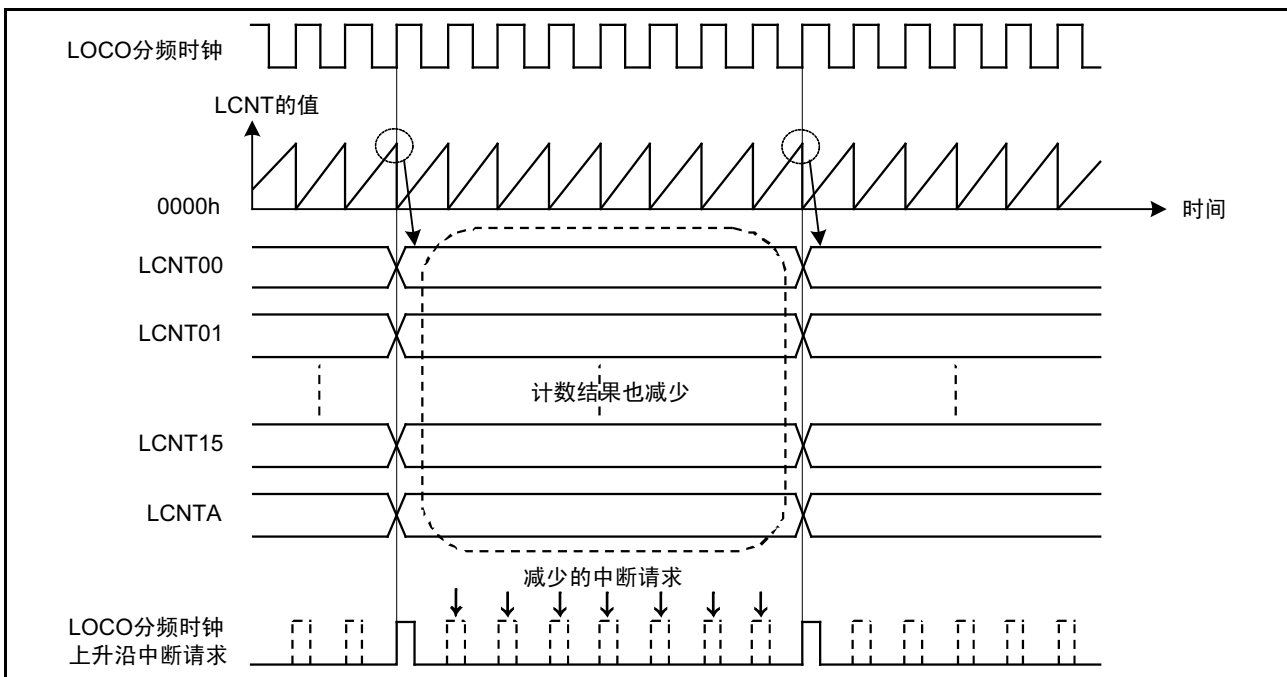 LOCO分频时钟
LCNT的值
0000h
时间
LCNT00
LCNT01
计数结果也减少
LCNT15
LCNTA
减少的中断请求
LOCO分频时钟
上升沿中断请求